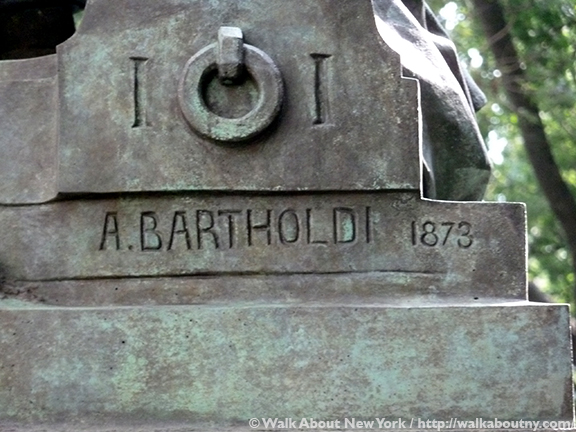 A. BARTHOLDI 1873
© Walk About New York / http://walkaboutny.com/